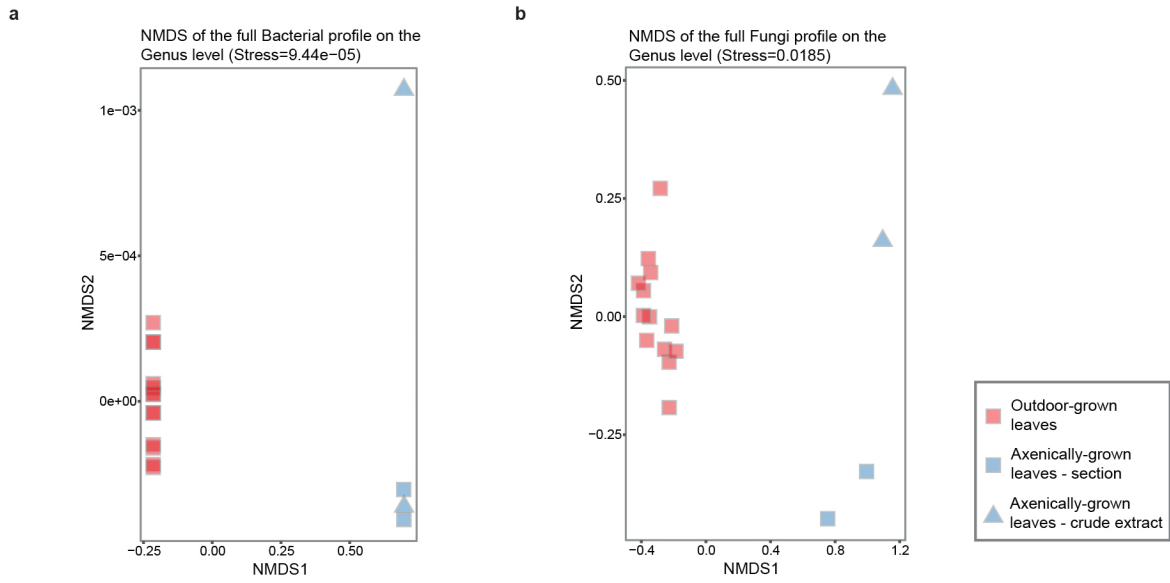 a
NMDS of the full Bacterial profile on the
Genus level (Stress=9.44e−05)
1e−03
5e−04
0e+00
NMDS2
−0.25
0.00
0.25
0.50
NMDS1
b
NMDS of the full Fungi profile on the
Genus level (Stress=0.0185)
0.50
0.25
0.00
−0.25
NMDS2
−0.4
0.0
0.4
0.8
1.2
NMDS1
Outdoor-grown
leaves
Axenically-grown
leaves - section
Axenically-grown
leaves - crude extract